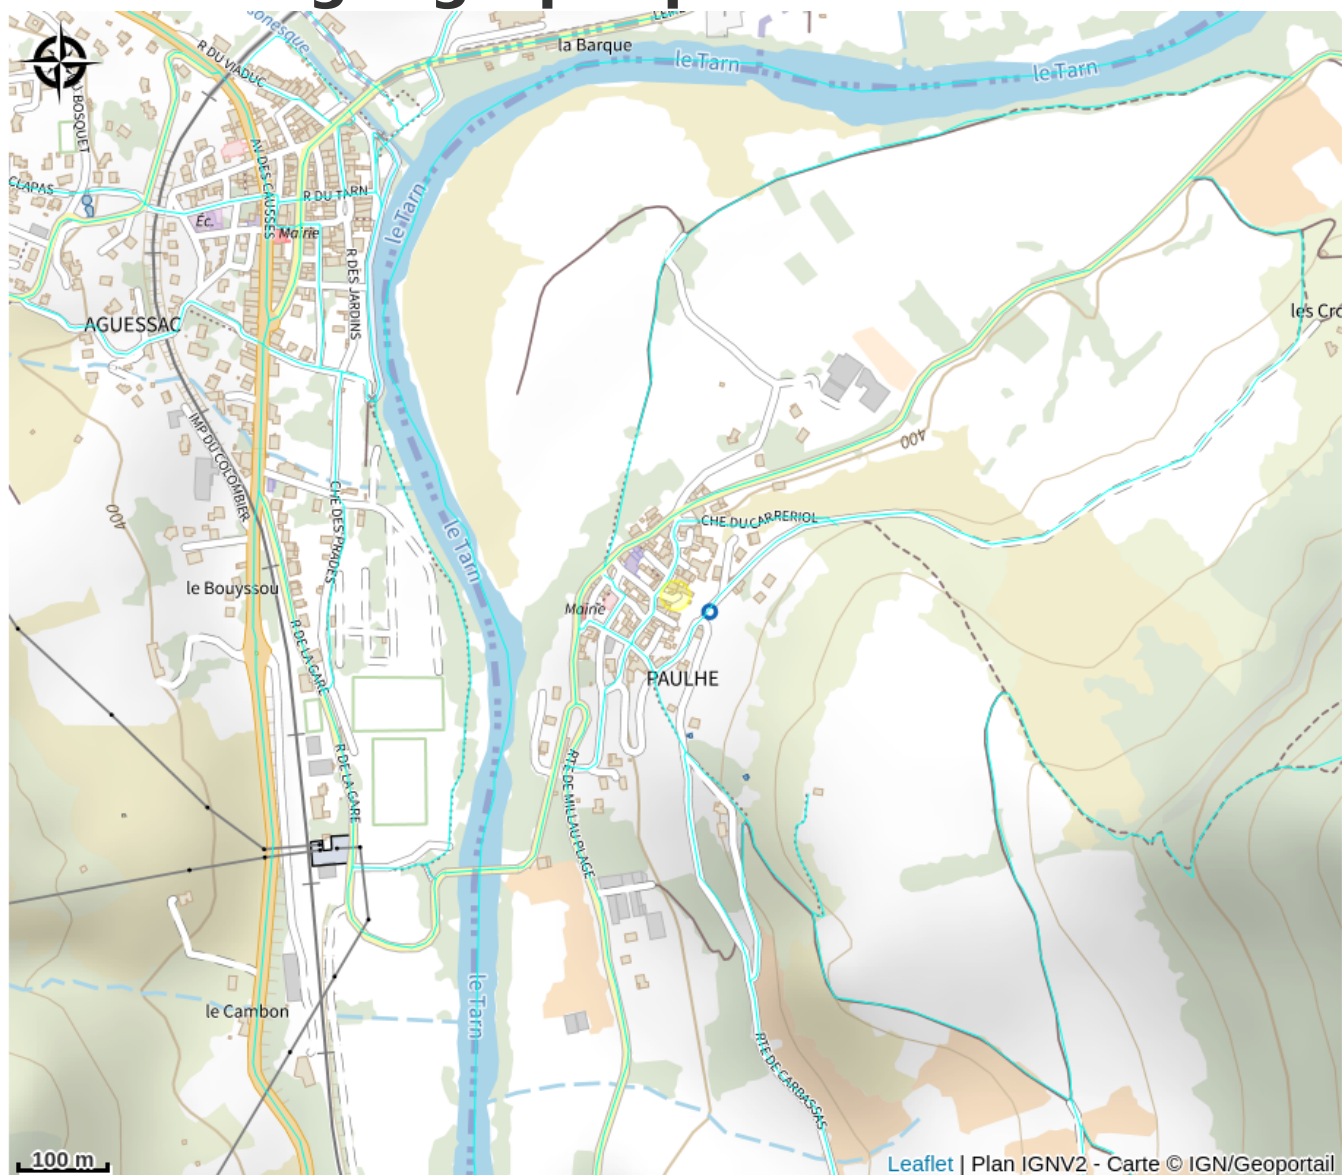 la Barque
le Tarn
le Tarn
R DU VIADUC
BOSQUET
AV DES CAUSSES
CLAPAS
R DU TARN
le Tarn
Éc.
Mairie
R DES JARDINS
AGUESSAC
400
IMP DU COLOMBIER
400
CHE DES PRADES
CHE DU CARRERIOL
le Tarn
le Bouyssou
Mairie
R DE LA GARE
PAULHE
R DE LA GARE
RTE DE MILLAU PLAGE
le Cambon
le Tarn
RTE DE CARBASSAS
100 m
Leaflet | Plan IGNV2 - Carte © IGN/Geoportail